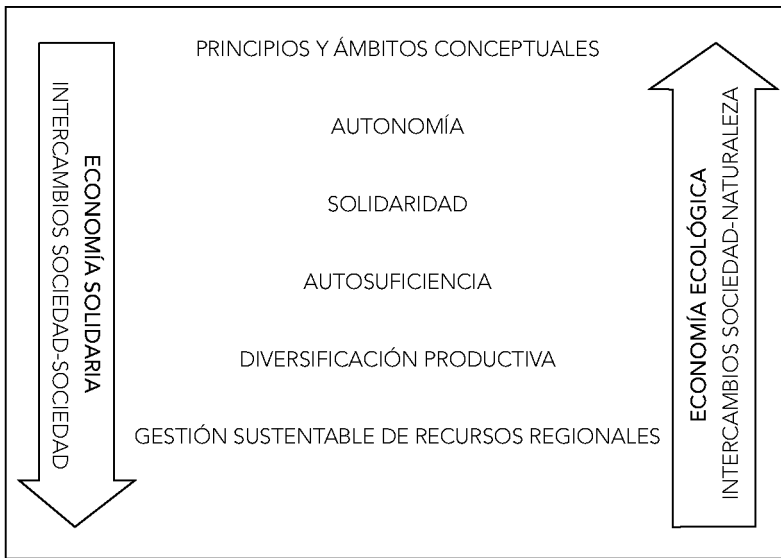 PRINCIPIOS Y ÁMBITOS CONCEPTUALES
ECONOMÍA SOLIDARIA
INTERCAMBIOS SOCIEDAD-SOCIEDAD
AUTONOMÍA
SOLIDARIDAD
AUTOSUFICIENCIA
DIVERSIFICACIÓN PRODUCTIVA
GESTIÓN SUSTENTABLE DE RECURSOS REGIONALES
ECONOMÍA ECOLÓGICA
INTERCAMBIOS SOCIEDAD-NATURALEZA